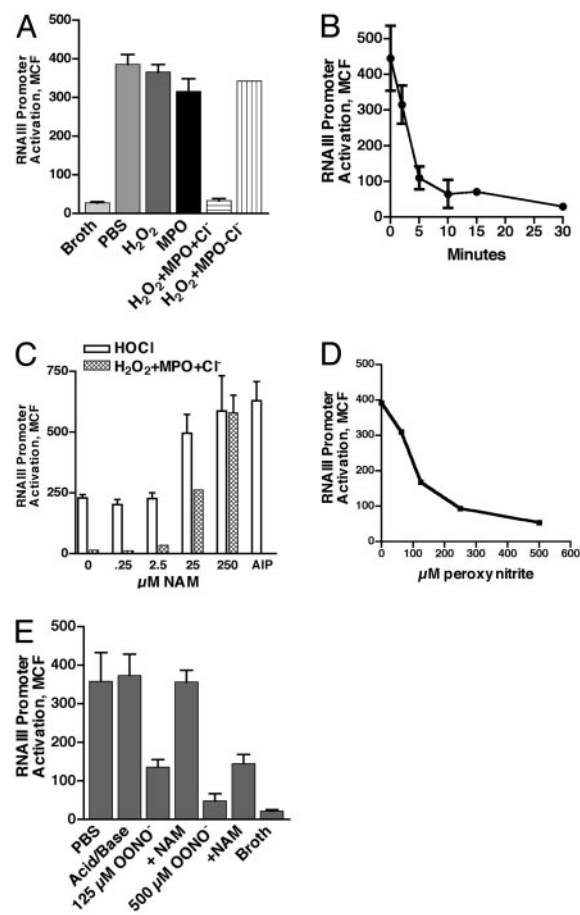 A
RNAIII Promoter
Activation, MCF
500
400
300
200
100
0
Broth
PBS
H₂O₂
MPO
H₂O₂+MPO+Cl⁻
H₂O₂+MPO-Cl⁻
B
RNAIII Promoter
Activation, MCF
500
400
300
200
100
0
0 5 10 15 20 25 30
Minutes
C
HOCl
H₂O₂+MPO+Cl⁻
RNAIII Promoter
Activation, MCF
750
500
250
0
0 .25 2.5 25 250 AIP
µM NAM
D
RNAIII Promoter
Activation, MCF
500
400
300
200
100
0
0 100 200 300 400 500 600
µM peroxy nitrite
E
RNAIII Promoter
Activation, MCF
500
400
300
200
100
0
PBS
Acid/Base
125 µM OONO⁻
+ NAM
500 µM OONO⁻
+NAM
Broth